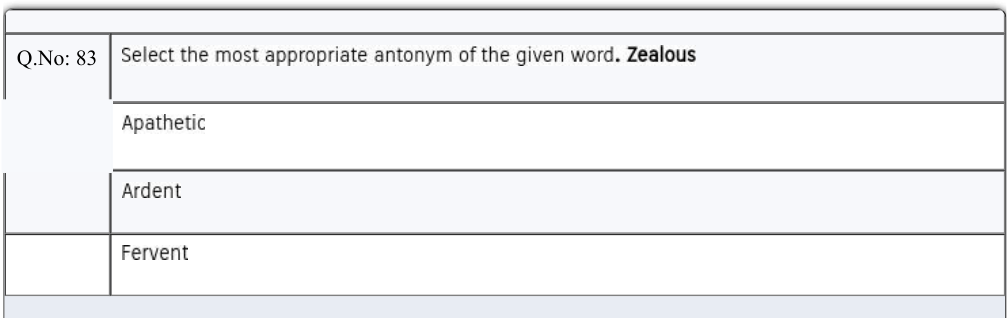 Q.No: 83 Select the most appropriate antonym of the given word. Zealous
Apathetic
Ardent
Fervent